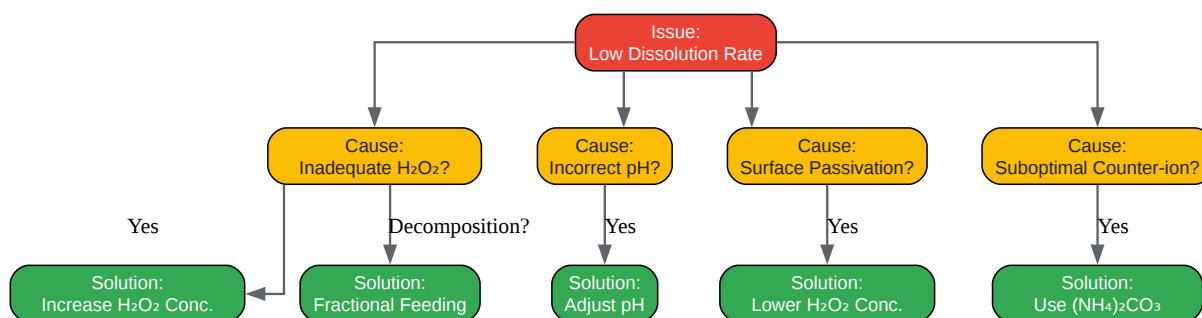 Issue:
Low Dissolution Rate
Cause:
Inadequate H₂O₂?
Cause:
Incorrect pH?
Cause:
Surface Passivation?
Cause:
Suboptimal Counter-ion?
Yes
Decomposition?
Yes
Yes
Yes
Solution:
Increase H₂O₂ Conc.
Solution:
Fractional Feeding
Solution:
Adjust pH
Solution:
Lower H₂O₂ Conc.
Solution:
Use (NH₄)₂CO₃